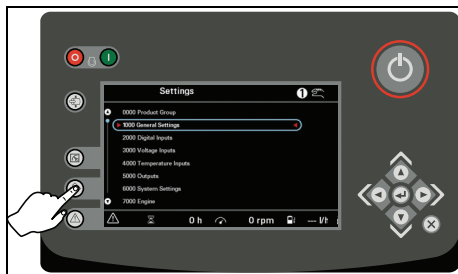 Settings
1
0000 Product Group
1000 General Settings
2000 Digital Inputs
3000 Voltage Inputs
4000 Temperature Inputs
5000 Outputs
6000 System Settings
7000 Engine
0 h 0 rpm --- l/h